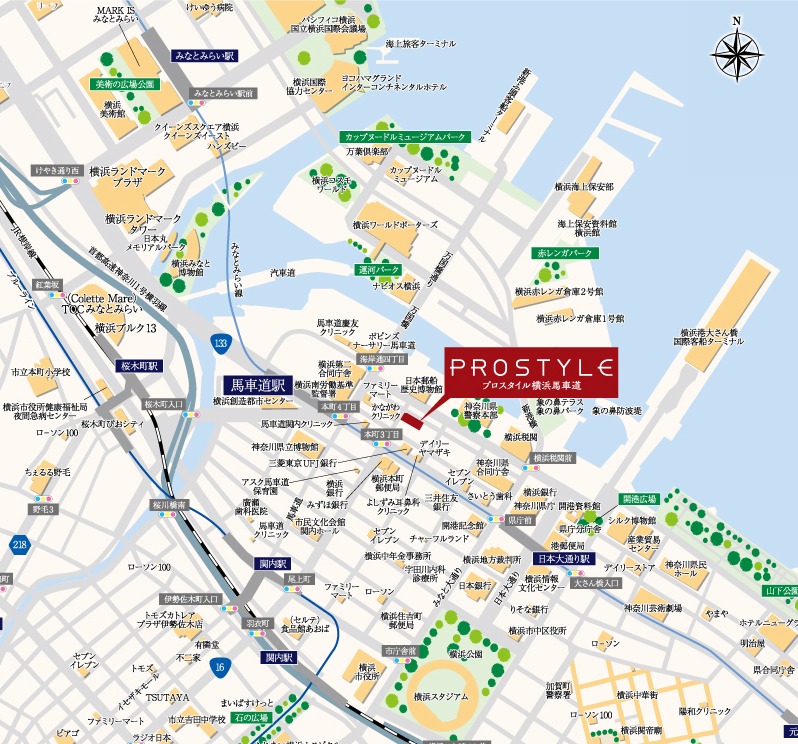 MARK IS
みなとみらい
けいゆう病院
パシフィコ横浜
国立横浜国際会議場
海上旅客ターミナル
N
みなとみらい駅
美術の広場公園
みなとみらい駅前
横浜
美術館
横浜国際
協力センター
ヨコハマグランド
インターコンチネンタルホテル
新港ふ頭客船ターミナル
クイーンズスクエア横浜
クイーンズイースト
ハンズビー
カップヌードルミュージアムパーク
万葉倶楽部
カップヌードル
ミュージアム
けやき通り西
横浜ランドマーク
プラザ
横浜コスモ
ワールド
横浜海上保安部
横浜ランドマーク
タワー
日本丸
メモリアルパーク
横浜ワールドポーターズ
海上保安資料館
横浜館
JR根岸線
ブルーライン
首都高速神奈川1号横羽線
みなとみらい線
横浜みなと
博物館
汽車道
運河パーク
ナビオス横浜
万国橋通り
万国橋
赤レンガパーク
横浜赤レンガ倉庫2号館
横浜赤レンガ倉庫1号館
紅葉坂
(Colette Mare)
TOCみなとみらい
横浜ブルク13
133
馬車道慶友
クリニック
ポピンズ
ナーサリー馬車道
海岸通四丁目
横浜港大さん橋
国際客船ターミナル
桜木町駅
市立本町小学校
馬車道駅
横浜第二
合同庁舎
横浜南労働基準
監督署
ファミリー
マート
日本郵船
歴史博物館
PROSTYLE
プロスタイル横浜馬車道
横浜市役所健康福祉局
夜間急病センター
ローソン100
桜木町ぴおシティ
桜木町入口
横浜創造都市センター
本町4丁目
かながわ
クリニック
神奈川県
警察本部
象の鼻テラス
象の鼻パーク
象の鼻防波堤
馬車道関内クリニック
本町3丁目
横浜税関
神奈川県立博物館
デイリー
ヤマザキ
三菱東京UFJ銀行
横浜税関前
ちぇるる野毛
アスク馬車道
保育園
横浜
銀行
横浜本町
郵便局
セブン
イレブン
神奈川県
合同庁舎
野毛3
桜川橋南
廣瀬
歯科医院
馬車道
みずほ銀行
よしずみ耳鼻科
クリニック
三井住友
銀行
さいとう歯科
横浜銀行
神奈川県庁
開港資料館
開港広場
馬車道
クリニック
市民文化会館
関内ホール
セブン
イレブン
開港記念館
チャーフルランド
県庁前
県庁分庁舎
シルク博物館
218
港郵便局
産業貿易
センター
関内駅
横浜中年金事務所
横浜地方裁判所
日本大通り駅
デイリーストア
神奈川県民
ホール
ローソン100
尾上町
宇田川内科
診療所
みなと大通り
日本銀行
日本大通り
横浜情報
文化センター
大さん橋入口
山下公園
伊勢佐木町入口
ファミリー
マート
ローソン
神奈川芸術劇場
やまや
トモズカトレア
プラザ伊勢佐木店
羽衣町
(セルテ)
食品館あおば
横浜住吉町
郵便局
りそな銀行
横浜市中区役所
ホテルニューグラ
有隣堂
関内駅
市庁舎前
横浜公園
ローソン
明治屋
セブン
イレブン
トモズ
不二家
16
横浜
市役所
横浜スタジアム
加賀町
警察署
横浜中華街
県合同庁舎
イセザキモール
TSUTAYA
まいばすけっと
石の広場
陽和クリニック
ファミリーマート
市立吉田中学校
ローソン100
ピアゴ
ラジオ日本
横浜関帝廟